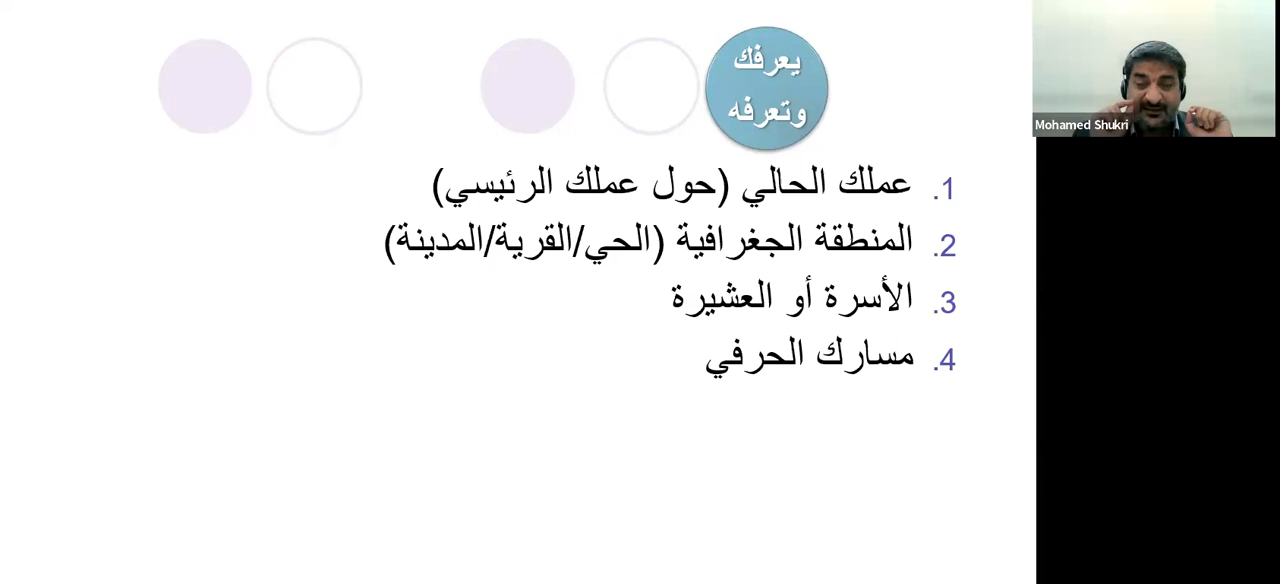 يعرفك
وتعرفه
1. عملك الحالي (حول عملك الرئيسي)
2. المنطقة الجغرافية (الحي/القرية/المدينة)
3. الأسرة أو العشيرة
4. مسارك الحرفي
Mohamed Shukri